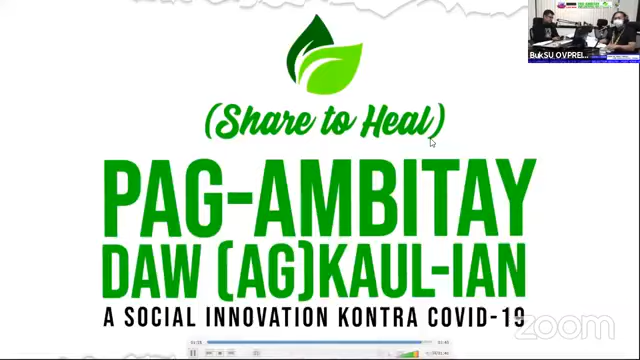 BukSU OVPREI...
(Share to Heal)
PAG-AMBITAY
DAW (AG)KAUL-IAN
A SOCIAL INNOVATION KONTRA COVID-19
zoom